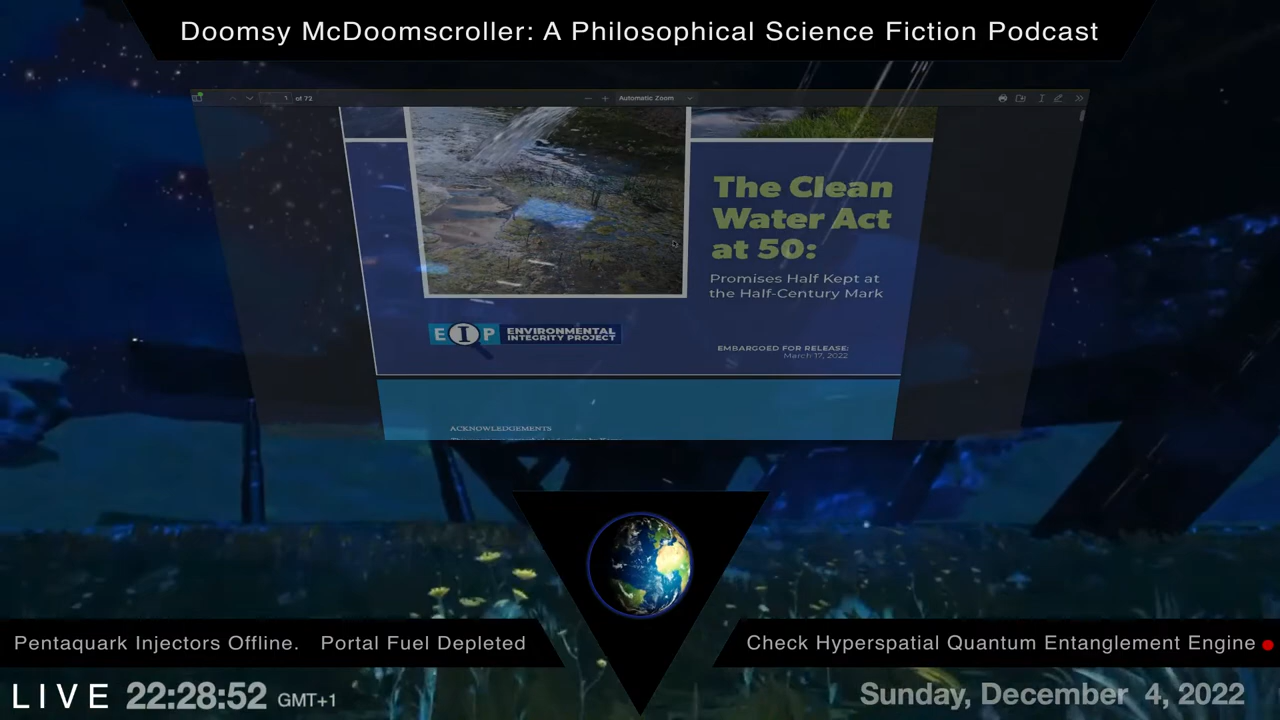 Doomsy McDoomscroller: A Philosophical Science Fiction Podcast
1 of 72
Automatic Zoom
The Clean
Water Act
at 50:
Promises Half Kept at
the Half-Century Mark
EIP ENVIRONMENTAL
INTEGRITY PROJECT
EMBARGOED FOR RELEASE:
March 17, 2022
ACKNOWLEDGEMENTS
Pentaquark Injectors Offline. Portal Fuel Depleted
Check Hyperspatial Quantum Entanglement Engine
LIVE 22:28:52 GMT+1
Sunday, December 4, 2022